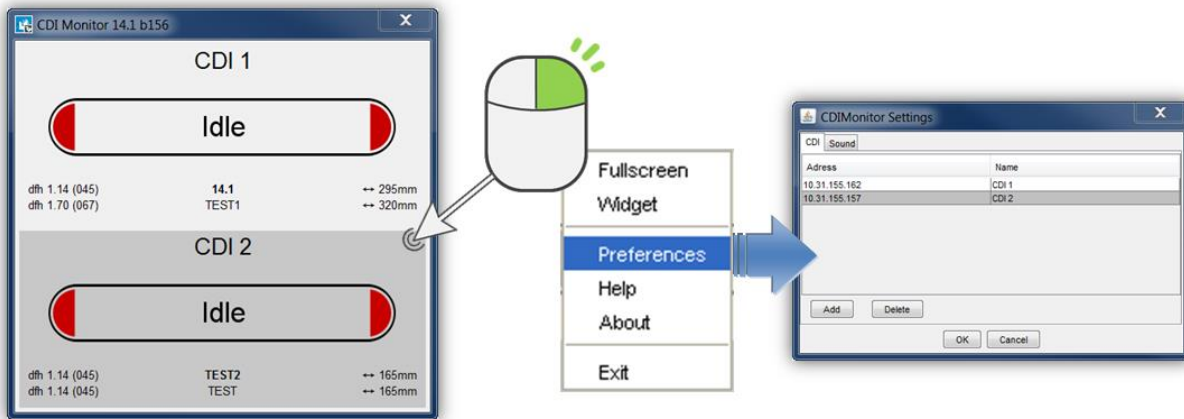 CDI Monitor 14.1 b156
CDI 1
Idle
dfh 1.14 (045) 14.1 ↔ 295mm
dfh 1.70 (067) TEST1 ↔ 320mm
CDI 2
Idle
dfh 1.14 (045) TEST2 ↔ 165mm
dfh 1.14 (045) TEST ↔ 165mm
Fullscreen
Widget
Preferences
Help
About
Exit
CDIMonitor Settings
CDI Sound
Adress Name
10.31.155.162 CDI 1
10.31.155.157 CDI 2
Add Delete
OK Cancel